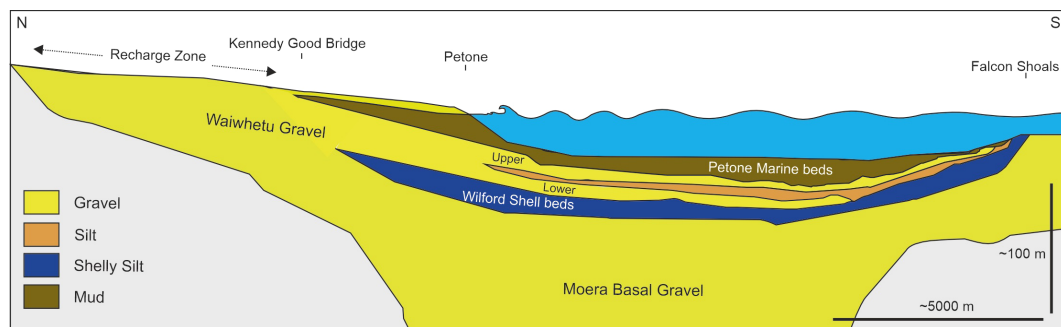 N
S
Kennedy Good Bridge
Recharge Zone
Petone
Falcon Shoals
Waiwhetu Gravel
Upper
Petone Marine beds
Lower
Wilford Shell beds
Gravel
Silt
Shelly Silt
Mud
~100 m
Moera Basal Gravel
~5000 m